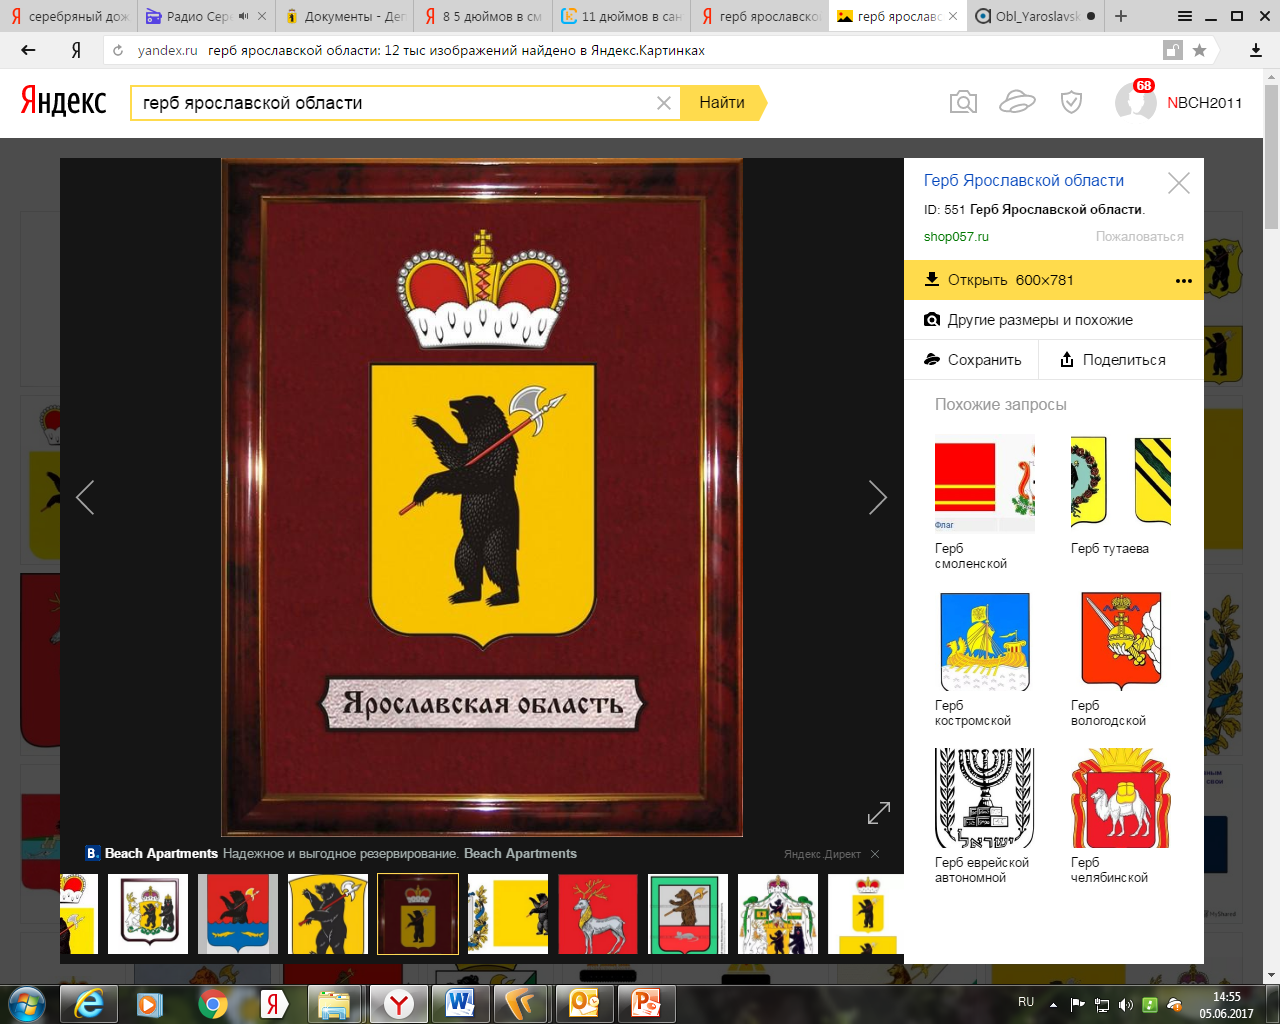 серебряный дож
Радио Сере
Документы - Деп
8 5 дюймов в см
11 дюймов в сан
герб ярославско
герб ярославс
Obl_Yaroslavsk
yandex.ru герб ярославской области: 12 тыс изображений найдено в Яндекс.Картинках
Яндекс
герб ярославской области
Найти
68
NBCH2011
Герб Ярославской области
ID: 551 Герб Ярославской области.
shop057.ru
Пожаловаться
Открыть 600×781
Другие размеры и похожие
Сохранить
Поделиться
Похожие запросы
Флаг
Герб смоленской
Герб тутаева
Герб костромской
Герб вологодской
ישראל
Герб еврейской автономной
Герб челябинской
Ярославская область
B. Beach Apartments Надежное и выгодное резервирование. Beach Apartments
Яндекс.Директ
RU
14:55
05.06.2017